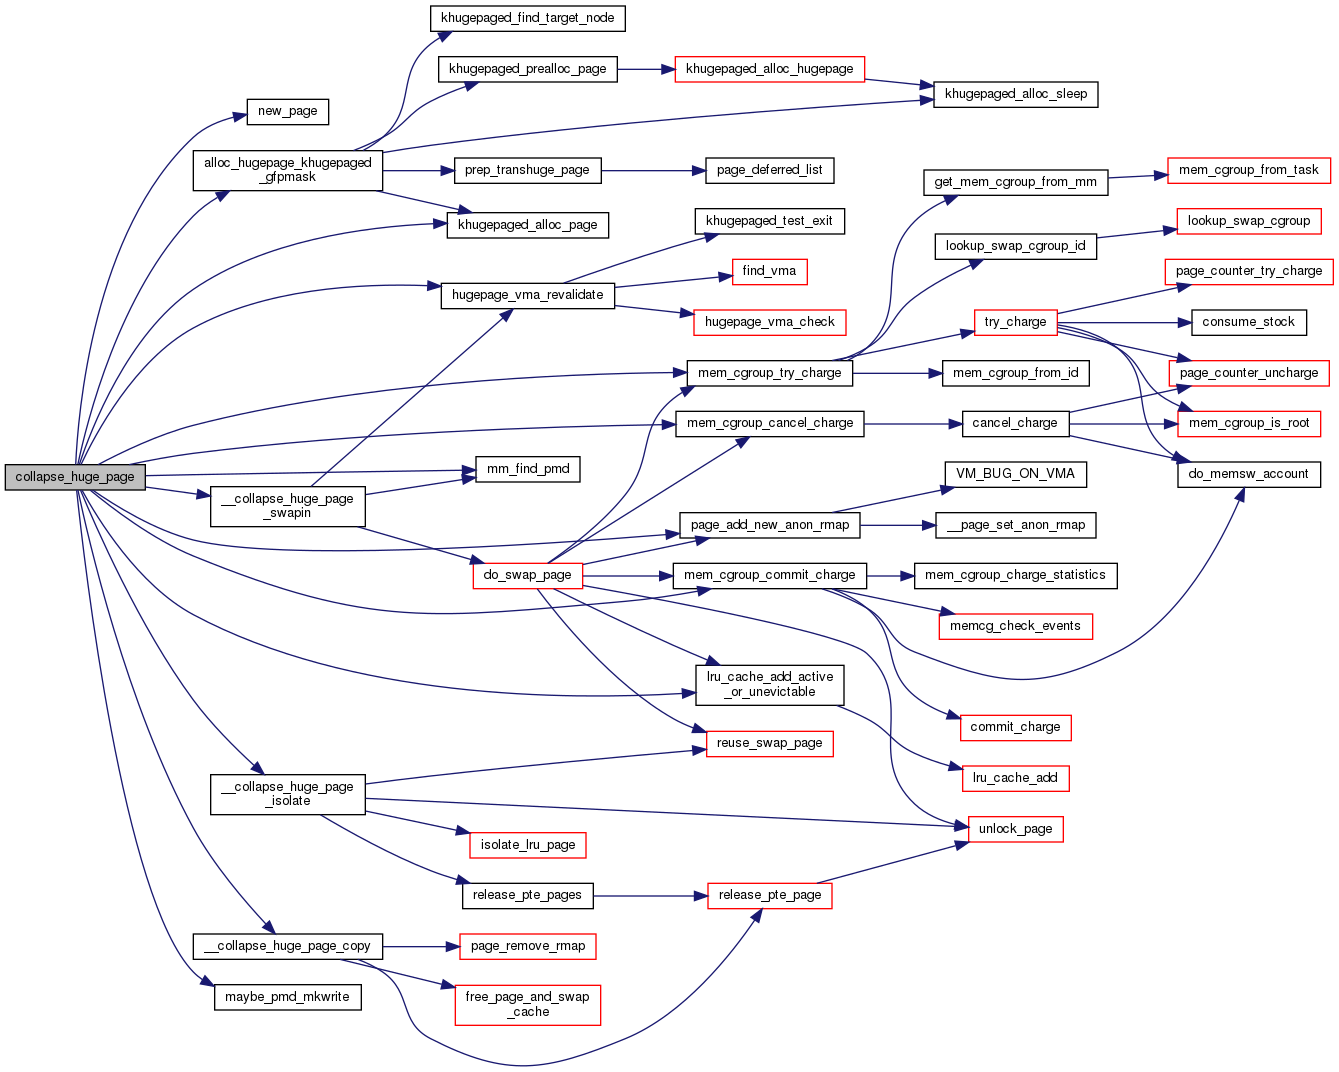 khugepaged_find_target_node
khugepaged_prealloc_page
khugepaged_alloc_hugepage
khugepaged_alloc_sleep
new_page
alloc_hugepage_khugepaged
_gfpmask
prep_transhuge_page
page_deferred_list
get_mem_cgroup_from_mm
mem_cgroup_from_task
khugepaged_alloc_page
khugepaged_test_exit
lookup_swap_cgroup_id
lookup_swap_cgroup
find_vma
page_counter_try_charge
hugepage_vma_revalidate
hugepage_vma_check
try_charge
consume_stock
mem_cgroup_try_charge
mem_cgroup_from_id
page_counter_uncharge
mem_cgroup_cancel_charge
cancel_charge
mem_cgroup_is_root
collapse_huge_page
mm_find_pmd
VM_BUG_ON_VMA
do_memsw_account
__collapse_huge_page
_swapin
page_add_new_anon_rmap
__page_set_anon_rmap
do_swap_page
mem_cgroup_commit_charge
mem_cgroup_charge_statistics
memcg_check_events
lru_cache_add_active
_or_unevictable
commit_charge
reuse_swap_page
lru_cache_add
__collapse_huge_page
_isolate
unlock_page
isolate_lru_page
release_pte_pages
release_pte_page
__collapse_huge_page_copy
page_remove_rmap
maybe_pmd_mkwrite
free_page_and_swap
_cache